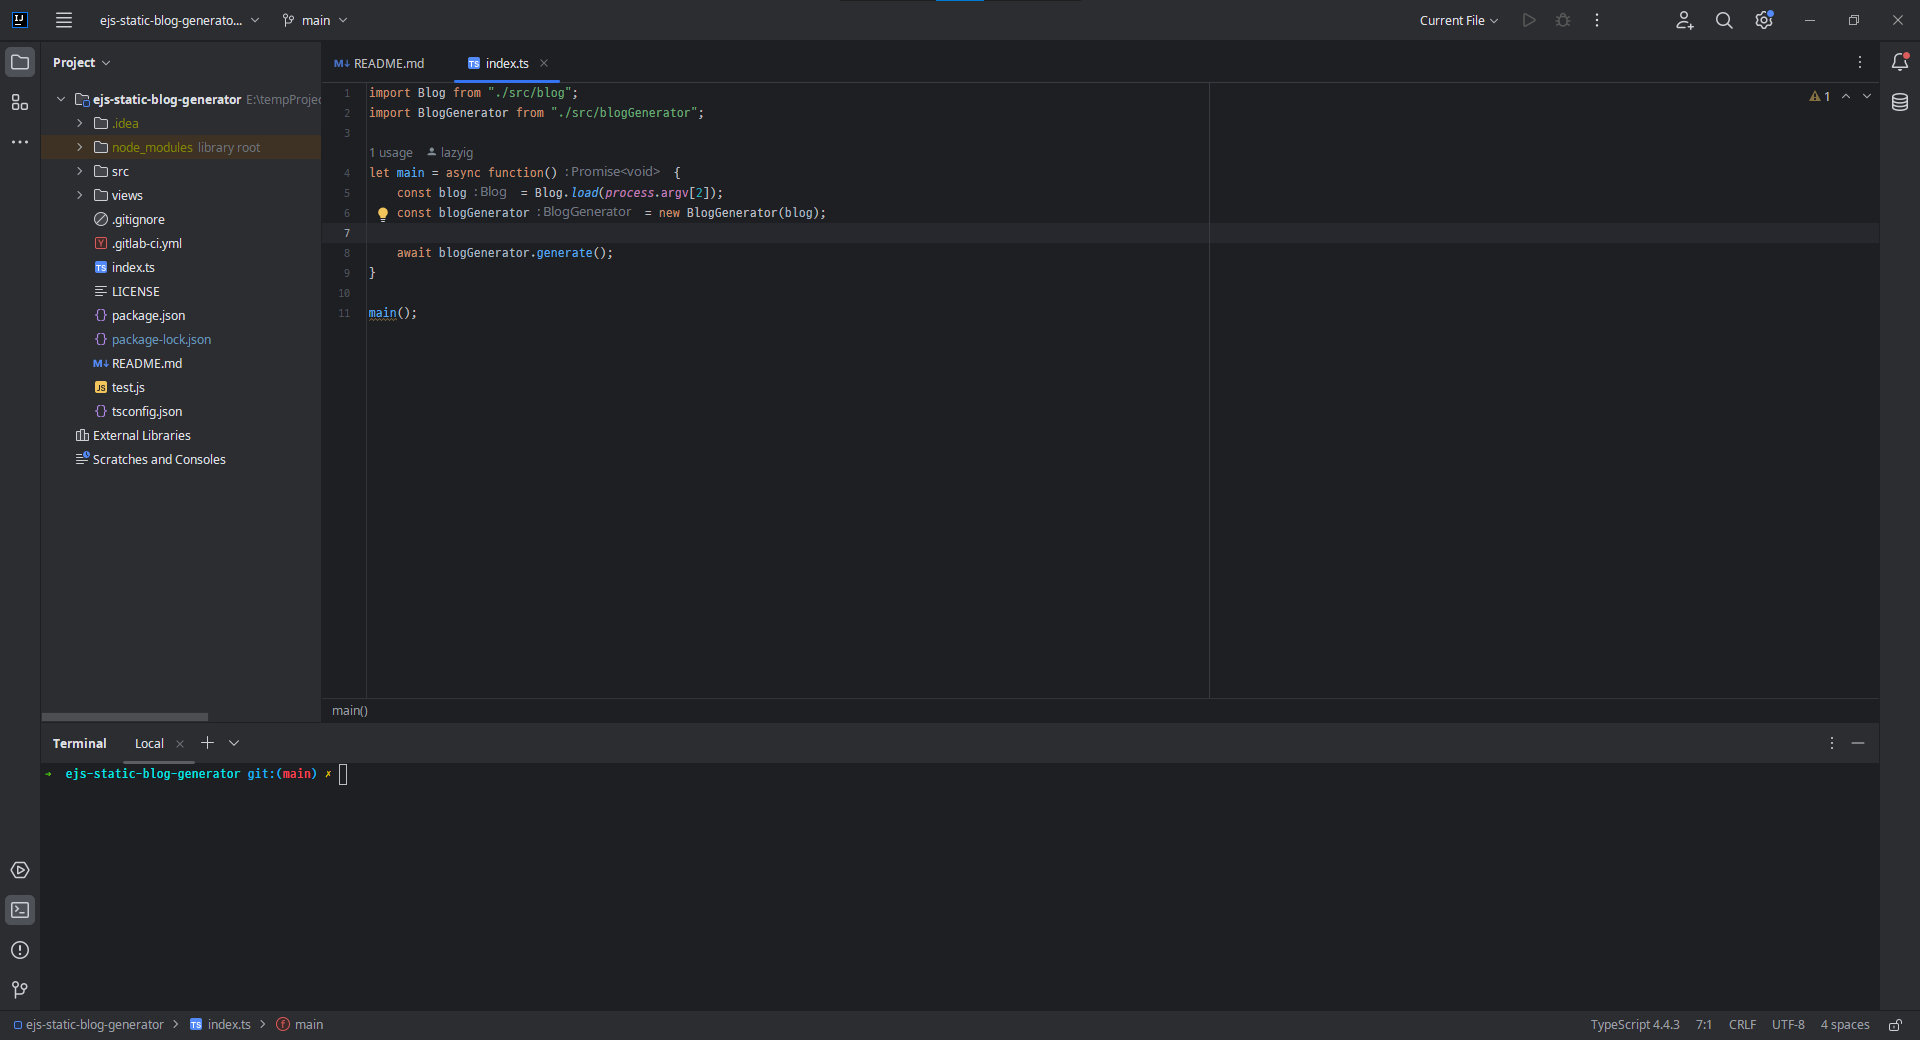 ejs-static-blog-generato...
main
Current File
Project
README.md
index.ts
ejs-static-blog-generator E:\tempProjec
.idea
node_modules library root
src
views
.gitignore
.gitlab-ci.yml
index.ts
LICENSE
package.json
package-lock.json
README.md
test.js
tsconfig.json
External Libraries
Scratches and Consoles
1 import Blog from "./src/blog";
2 import BlogGenerator from "./src/blogGenerator";
3
1 usage lazyig
4 let main = async function() : Promise<void> {
5 const blog : Blog = Blog.load(process.argv[2]);
6 const blogGenerator : BlogGenerator = new BlogGenerator(blog);
7
8 await blogGenerator.generate();
9 }
10
11 main();
1
main()
Terminal
Local
→ ejs-static-blog-generator git:(main) ✗
ejs-static-blog-generator > index.ts > main
TypeScript 4.4.3
7:1
CRLF
UTF-8
4 spaces